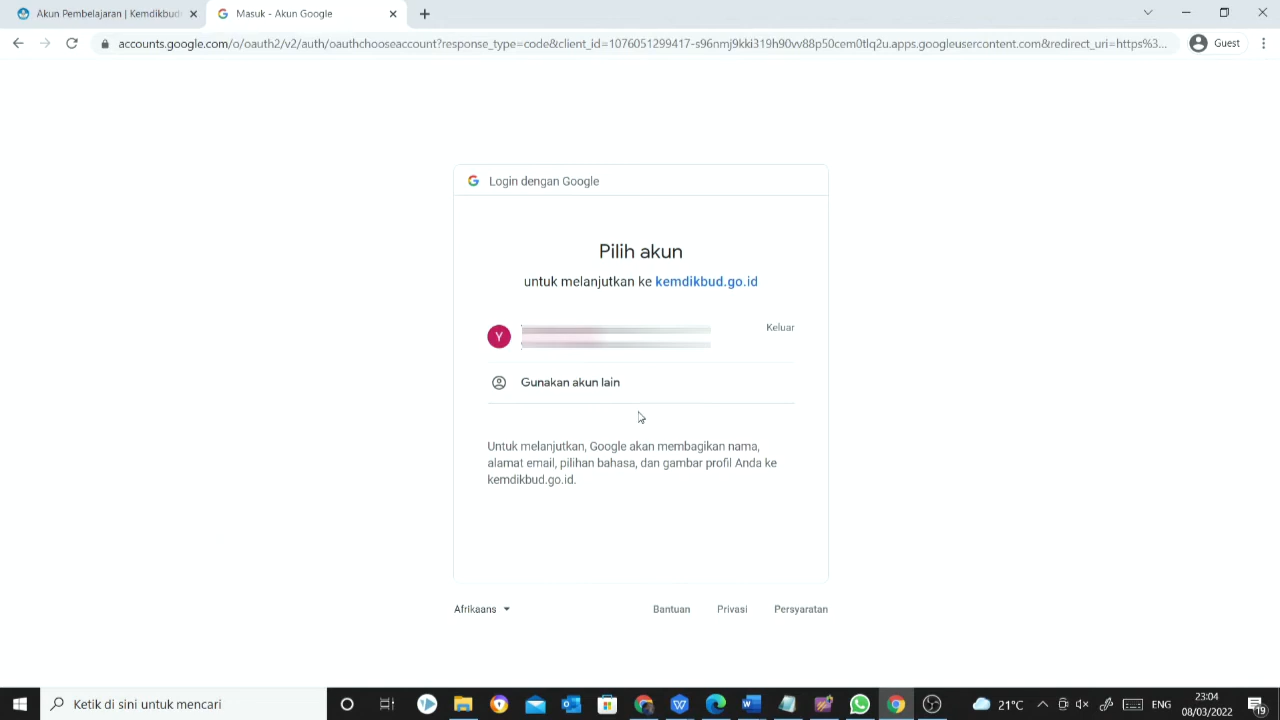 Akun Pembelajaran | Kemdikbud
Masuk - Akun Google
accounts.google.com/o/oauth2/v2/auth/oauthchooseaccount?response_type=code&client_id=1076051299417-s96nmj9kki319h90vv88p50cem0tlq2u.apps.googleusercontent.com&redirect_uri=https%3...
Guest
Login dengan Google
Pilih akun
untuk melanjutkan ke kemdikbud.go.id
Y
Keluar
Gunakan akun lain
Untuk melanjutkan, Google akan membagikan nama,
alamat email, pilihan bahasa, dan gambar profil Anda ke
kemdikbud.go.id.
Afrikaans
Bantuan
Privasi
Persyaratan
Ketik di sini untuk mencari
21°C
ENG
23:04
08/03/2022
19